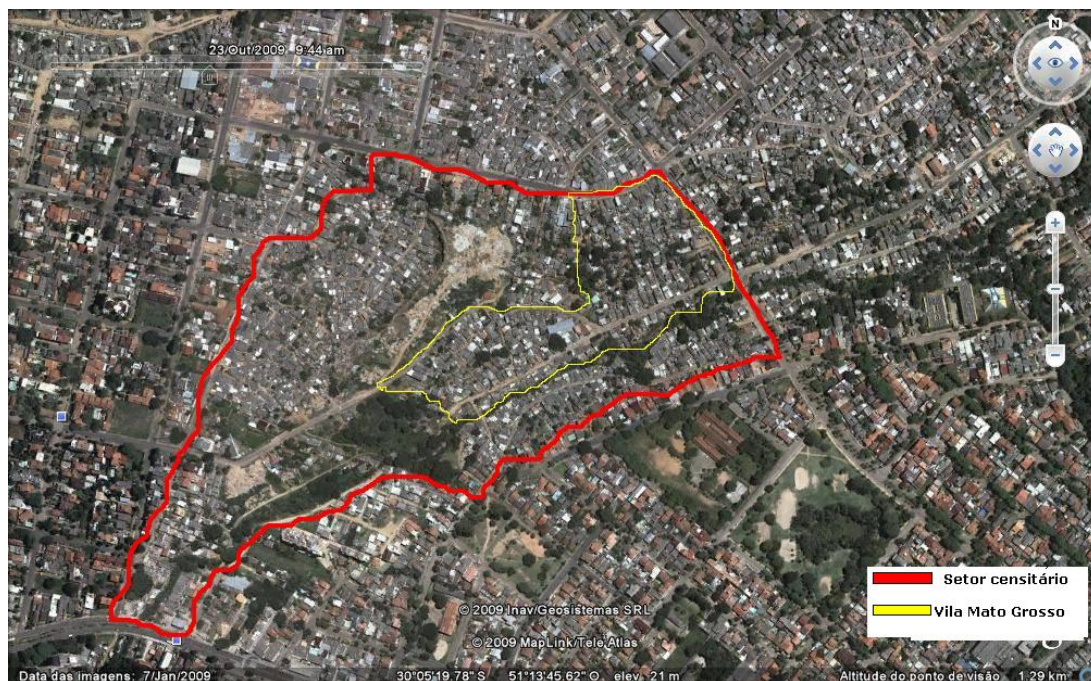 N
23/Out/2009 9:44 am
Setor censitário
Vila Mato Grosso
© 2009 Inav/Geosistemas SRL
© 2009 MapLink/Tele Atlas
Data das imagens: 7/Jan/2009 30°05'19.78" S 51°13'45.62" O elev 21 m Altitude do ponto de visão 1.29 km